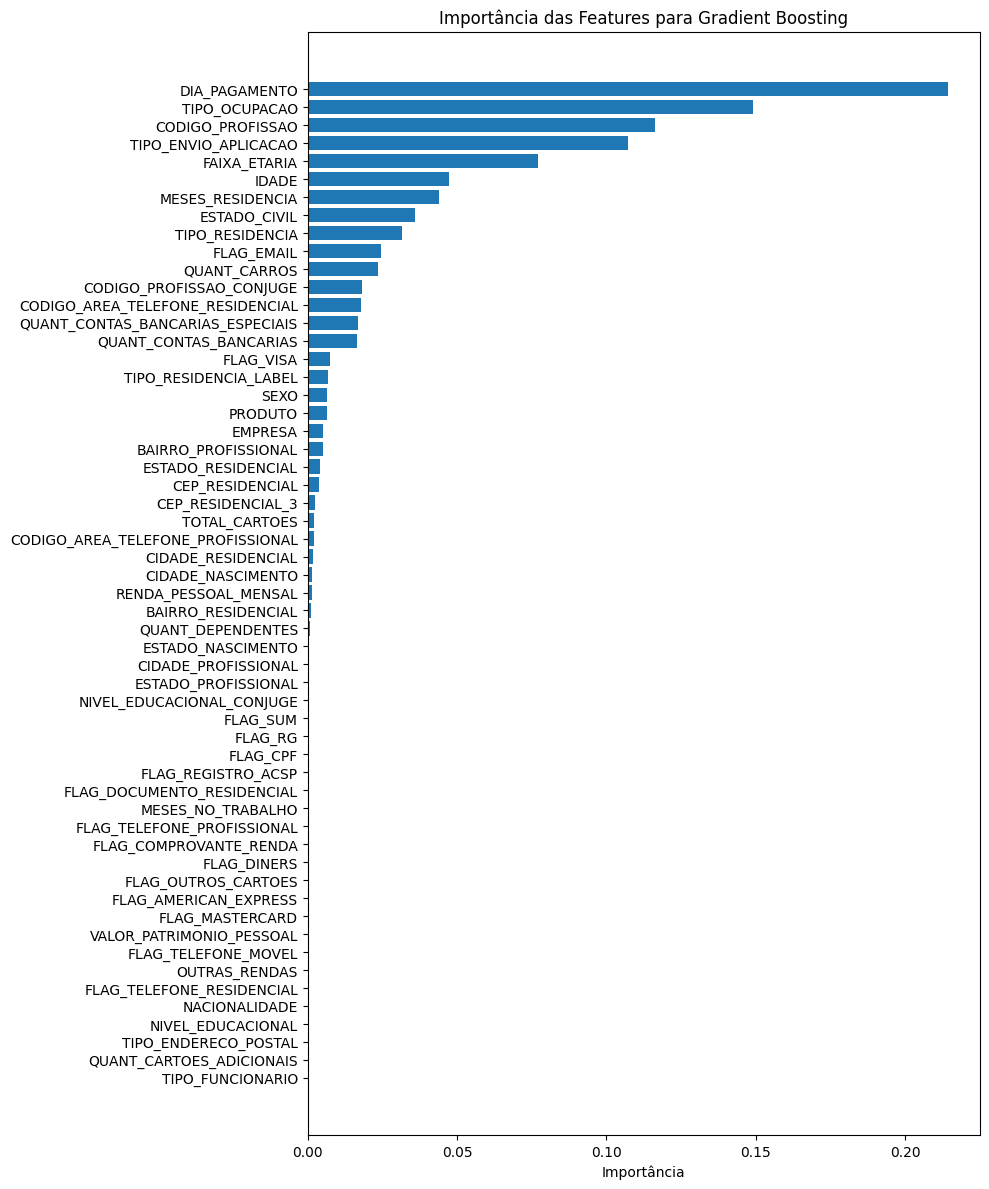 Importância das Features para Gradient Boosting
DIA_PAGAMENTO
TIPO_OCUPACAO
CODIGO_PROFISSAO
TIPO_ENVIO_APLICACAO
FAIXA_ETARIA
IDADE
MESES_RESIDENCIA
ESTADO_CIVIL
TIPO_RESIDENCIA
FLAG_EMAIL
QUANT_CARROS
CODIGO_PROFISSAO_CONJUGE
CODIGO_AREA_TELEFONE_RESIDENCIAL
QUANT_CONTAS_BANCARIAS_ESPECIAIS
QUANT_CONTAS_BANCARIAS
FLAG_VISA
TIPO_RESIDENCIA_LABEL
SEXO
PRODUTO
EMPRESA
BAIRRO_PROFISSIONAL
ESTADO_RESIDENCIAL
CEP_RESIDENCIAL
CEP_RESIDENCIAL_3
TOTAL_CARTOES
CODIGO_AREA_TELEFONE_PROFISSIONAL
CIDADE_RESIDENCIAL
CIDADE_NASCIMENTO
RENDA_PESSOAL_MENSAL
BAIRRO_RESIDENCIAL
QUANT_DEPENDENTES
ESTADO_NASCIMENTO
CIDADE_PROFISSIONAL
ESTADO_PROFISSIONAL
NIVEL_EDUCACIONAL_CONJUGE
FLAG_SUM
FLAG_RG
FLAG_CPF
FLAG_REGISTRO_ACSP
FLAG_DOCUMENTO_RESIDENCIAL
MESES_NO_TRABALHO
FLAG_TELEFONE_PROFISSIONAL
FLAG_COMPROVANTE_RENDA
FLAG_DINERS
FLAG_OUTROS_CARTOES
FLAG_AMERICAN_EXPRESS
FLAG_MASTERCARD
VALOR_PATRIMONIO_PESSOAL
FLAG_TELEFONE_MOVEL
OUTRAS_RENDAS
FLAG_TELEFONE_RESIDENCIAL
NACIONALIDADE
NIVEL_EDUCACIONAL
TIPO_ENDERECO_POSTAL
QUANT_CARTOES_ADICIONAIS
TIPO_FUNCIONARIO
0.00 0.05 0.10 0.15 0.20
Importância